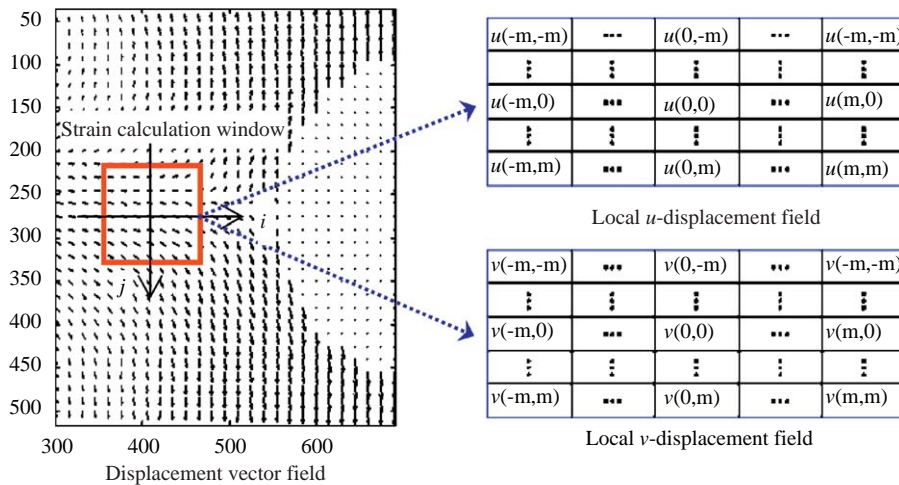 50
100
150
200
250
300
350
400
450
500
300 400 500 600
Strain calculation window
i
j
Displacement vector field
u(-m,-m) ··· u(0,-m) ··· u(-m,-m)
u(-m,0) ··· u(0,0) ··· u(m,0)
u(-m,m) ··· u(0,m) ··· u(m,m)
Local u-displacement field
v(-m,-m) ··· v(0,-m) ··· v(-m,-m)
v(-m,0) ··· v(0,0) ··· v(m,0)
v(-m,m) ··· v(0,m) ··· v(m,m)
Local v-displacement field